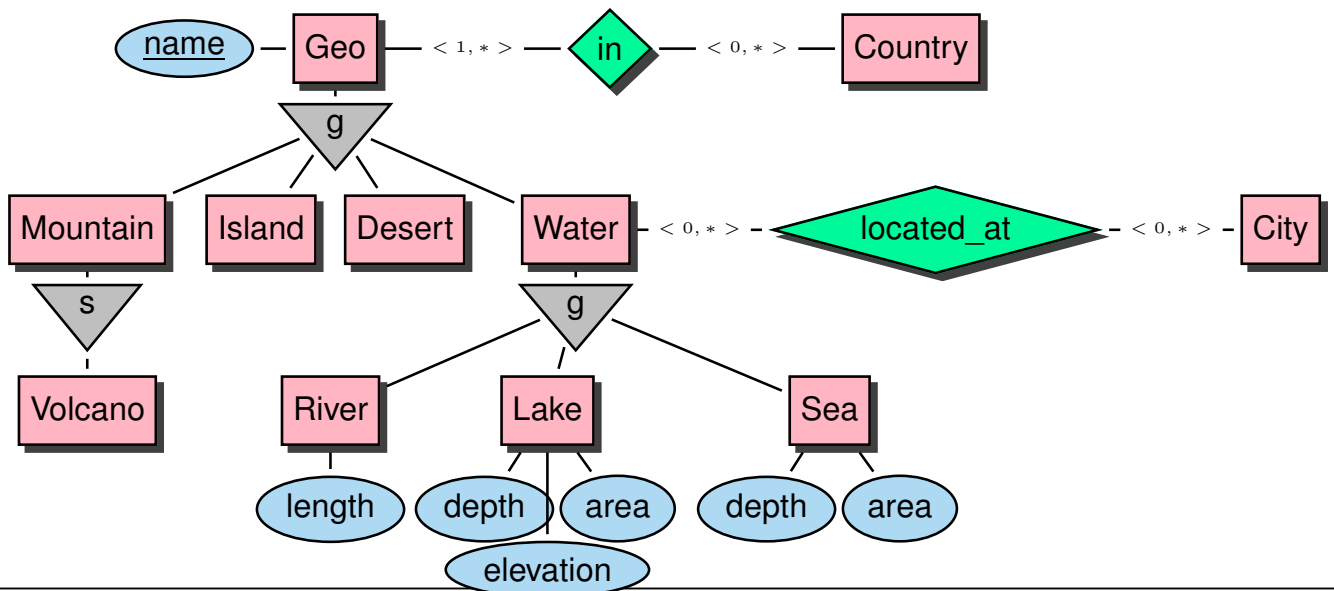 name Geo < 1, * > in < 0, * > Country
g
Mountain Island Desert Water < 0, * > located_at < 0, * > City
s g
Volcano River Lake Sea
length depth area depth area
elevation